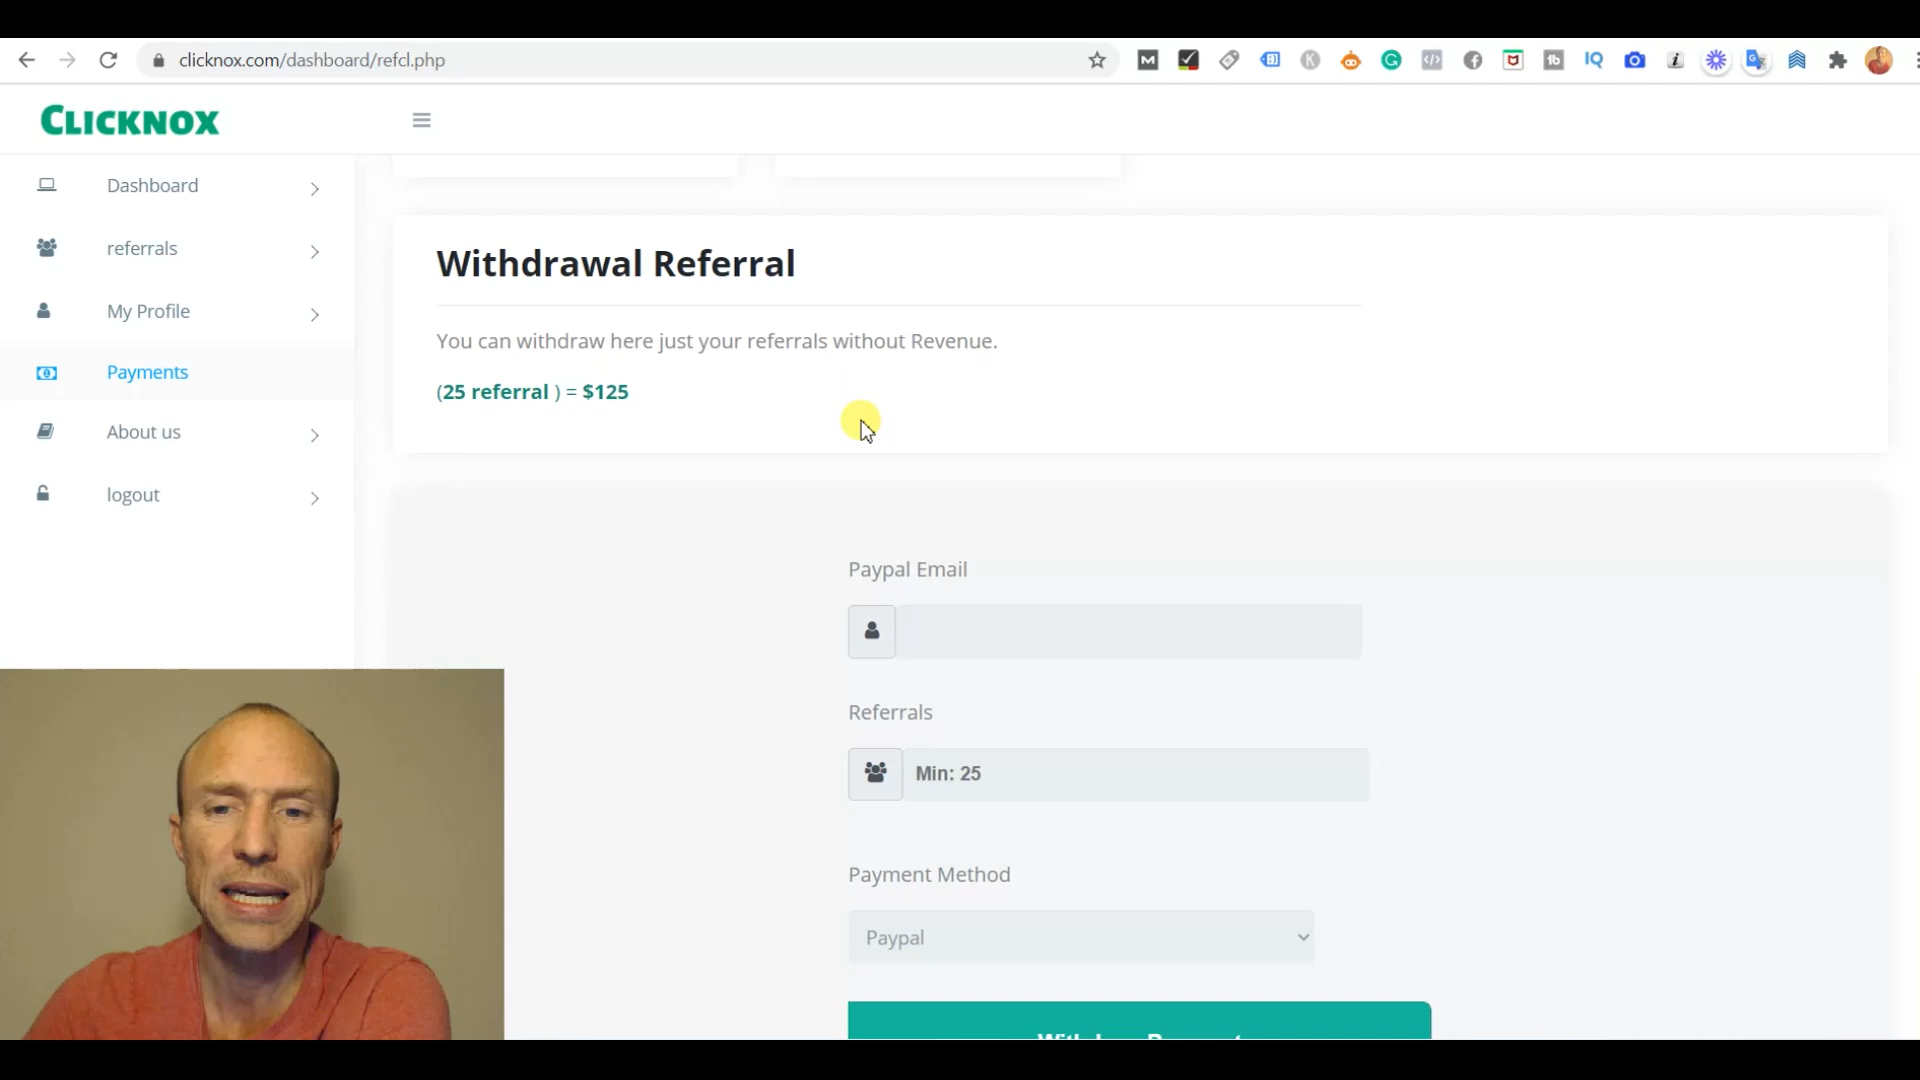 clicknox.com/dashboard/refcl.php
CLICKNOX
Dashboard
referrals
My Profile
Payments
About us
logout
Withdrawal Referral
You can withdraw here just your referrals without Revenue.
(25 referral ) = $125
Paypal Email
Referrals
Min: 25
Payment Method
Paypal